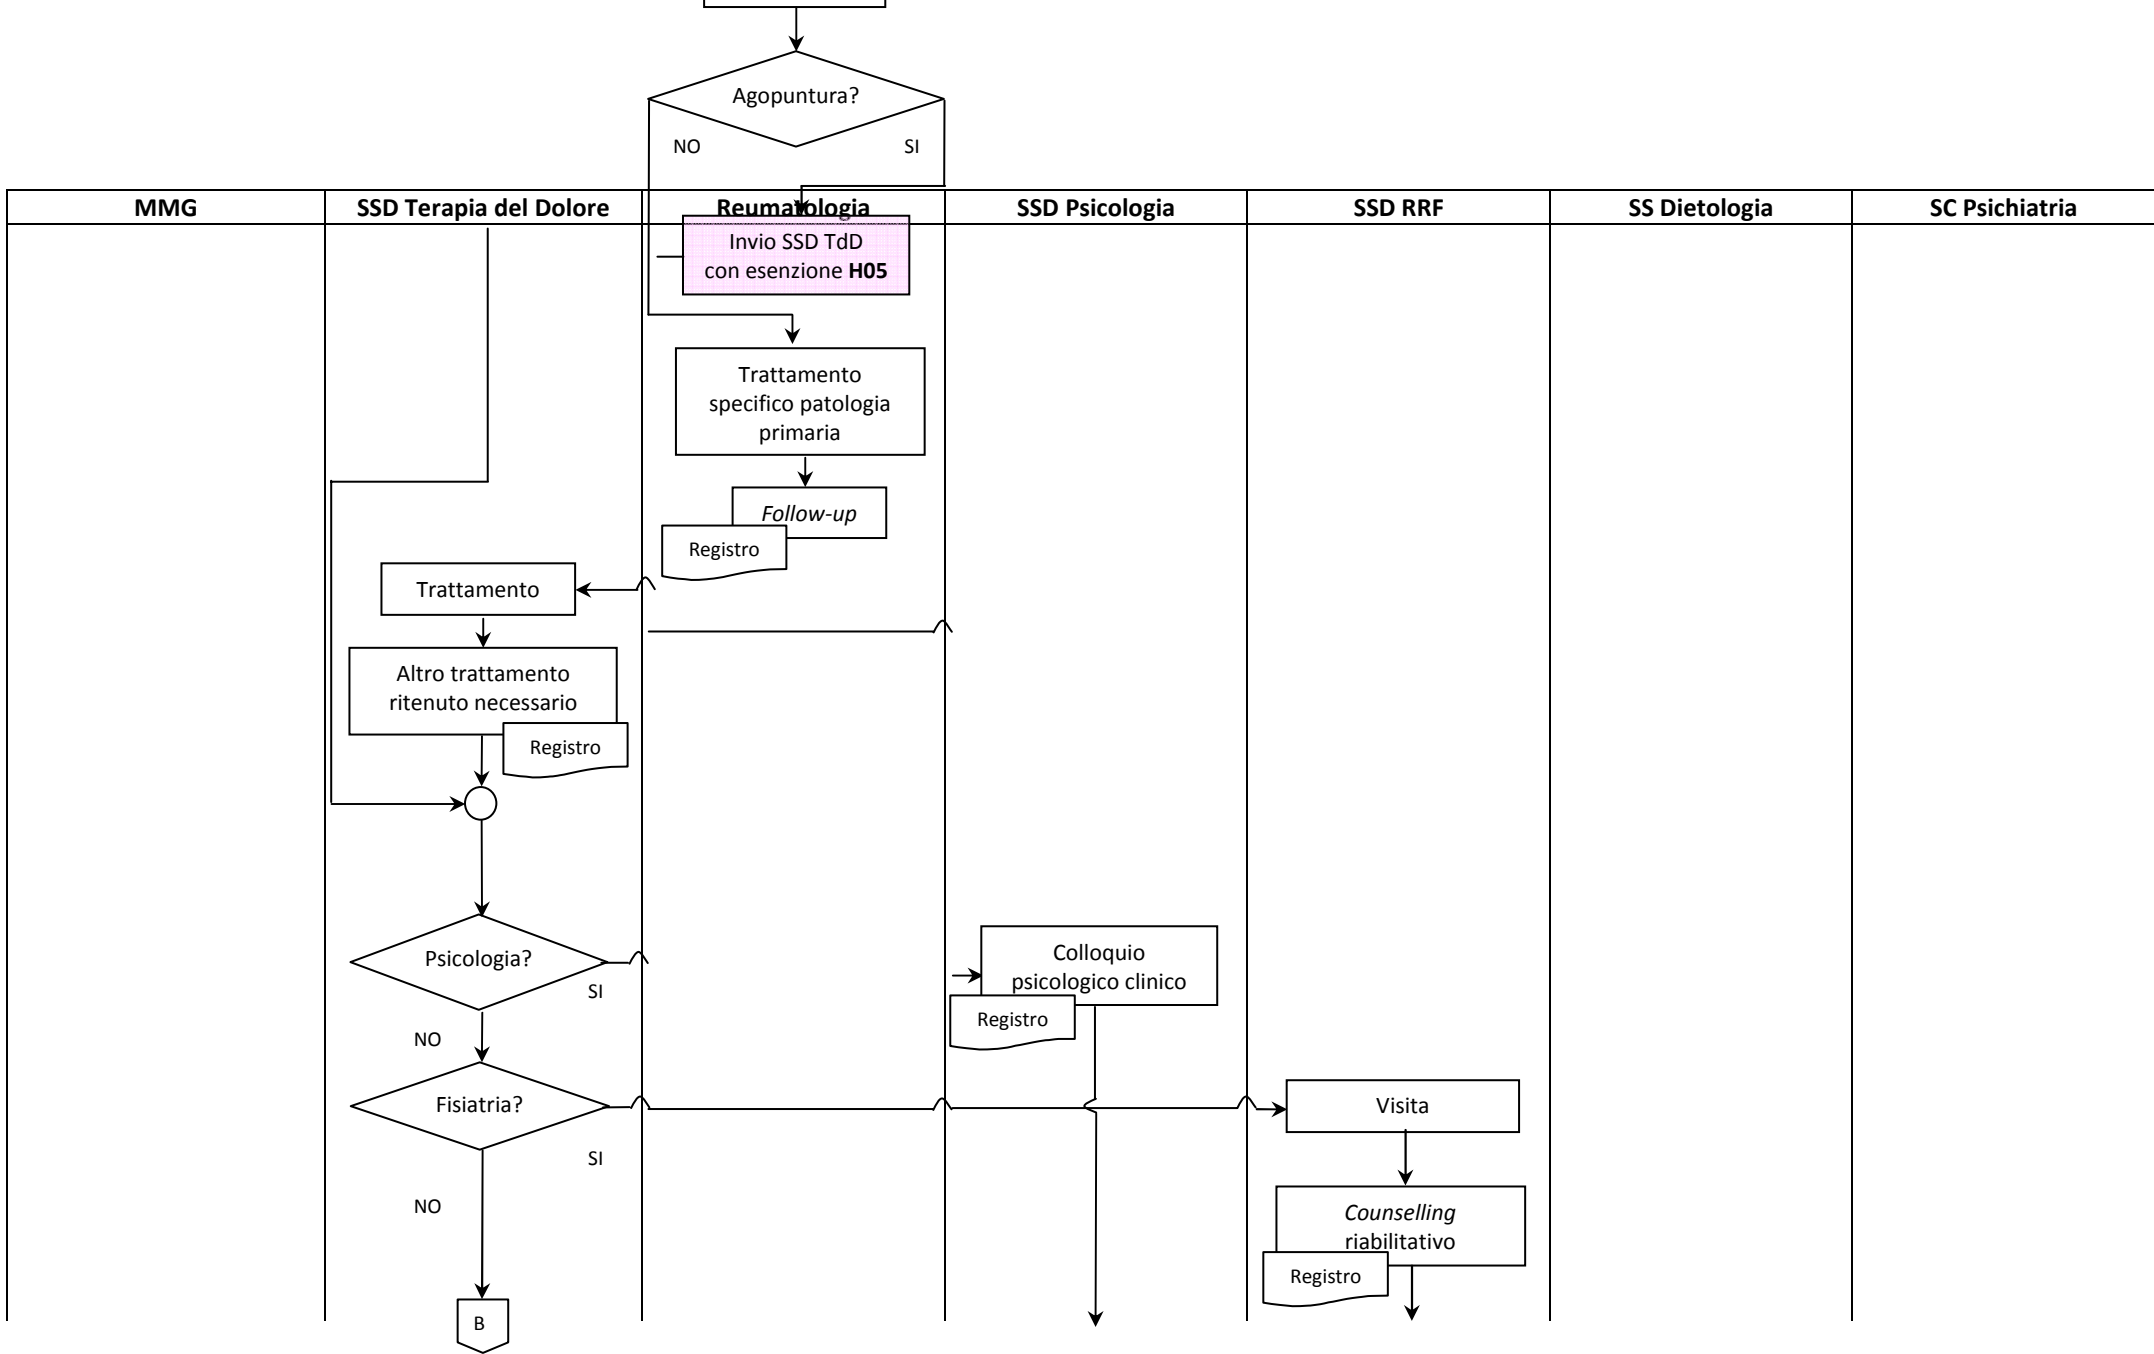 Agopuntura?
NO
SI
MMG
SSD Terapia del Dolore
Reumatologia
SSD Psicologia
SSD RRF
SS Dietologia
SC Psichiatria
Invio SSD TdD
con esenzione H05
Trattamento
specifico patologia
primaria
Follow-up
Registro
Trattamento
Altro trattamento
ritenuto necessario
Registro
Psicologia?
SI
NO
Colloquio
psicologico clinico
Registro
Fisiatria?
SI
NO
Visita
Counselling
riabilitativo
Registro
B